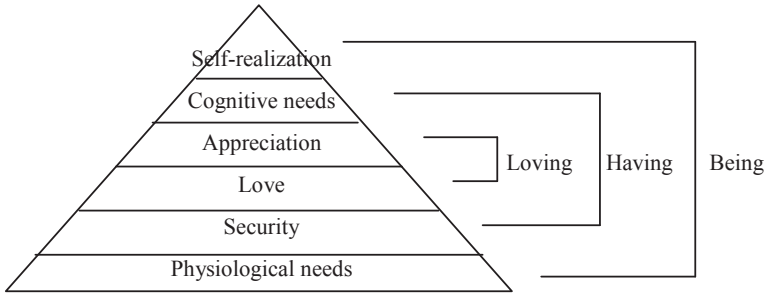 Self-realization
Cognitive needs
Appreciation
Love
Security
Physiological needs
Loving
Having
Being